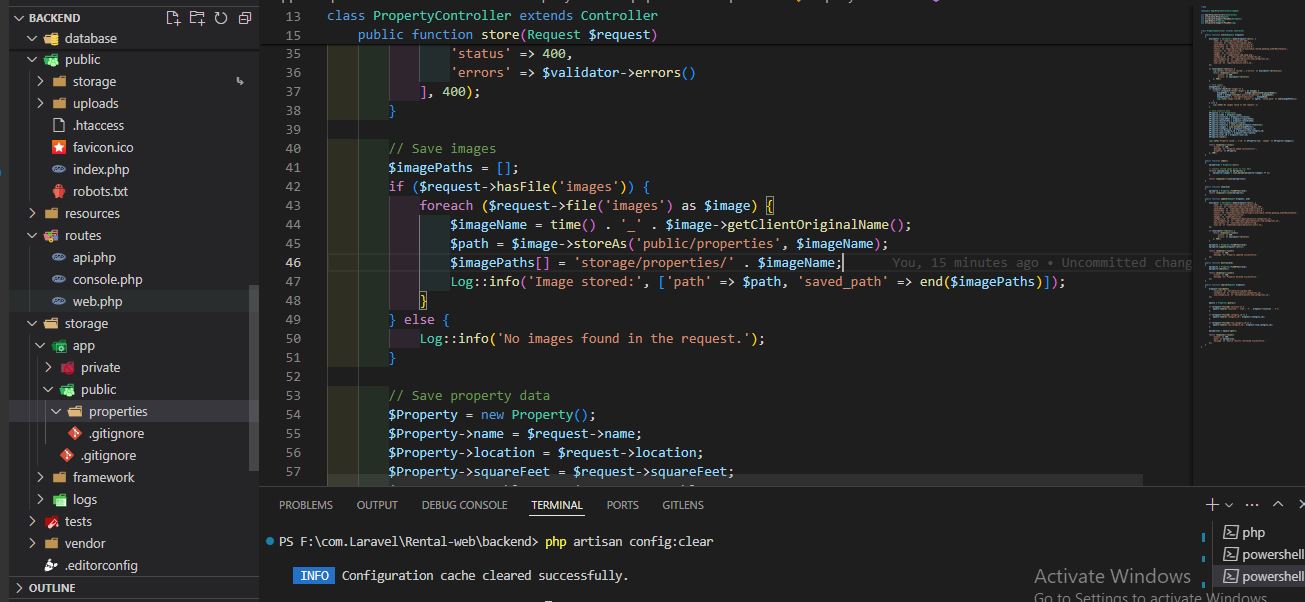 BACKEND
database
public
storage
uploads
.htaccess
favicon.ico
index.php
robots.txt
resources
routes
api.php
console.php
web.php
storage
app
private
public
properties
.gitignore
.gitignore
framework
logs
tests
vendor
.editorconfig
OUTLINE
13 class PropertyController extends Controller
15 public function store(Request $request)
35 'status' => 400,
36 'errors' => $validator->errors()
37 ], 400);
38 }
39
40 // Save images
41 $imagePaths = [];
42 if ($request->hasFile('images')) {
43 foreach ($request->file('images') as $image) {
44 $imageName = time() . '_' . $image->getClientOriginalName();
45 $path = $image->storeAs('public/properties', $imageName);
46 $imagePaths[] = 'storage/properties/' . $imageName; You, 15 minutes ago • Uncommitted chang
47 Log::info('Image stored:', ['path' => $path, 'saved_path' => end($imagePaths)]);
48 }
49 } else {
50 Log::info('No images found in the request.');
51 }
52
53 // Save property data
54 $Property = new Property();
55 $Property->name = $request->name;
56 $Property->location = $request->location;
57 $Property->squareFeet = $request->squareFeet;
PROBLEMS OUTPUT DEBUG CONSOLE TERMINAL PORTS GITLENS
PS F:\com.Laravel\Rental-web\backend> php artisan config:clear
INFO Configuration cache cleared successfully.
php
powershell
powershell
Activate Windows
Go to Settings to activate Windows.